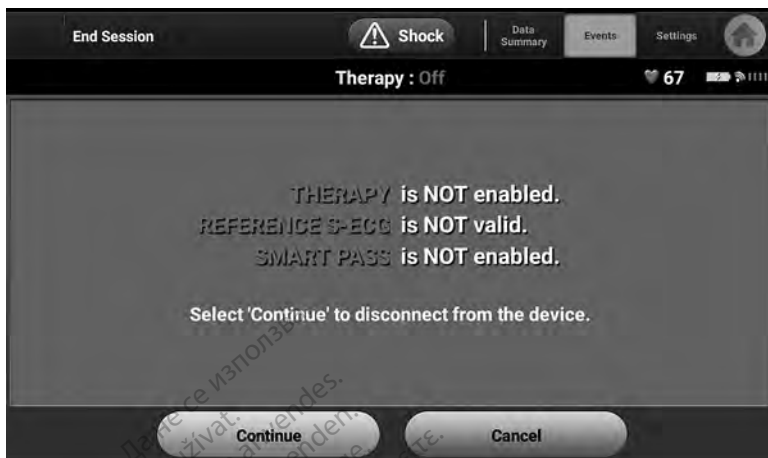 End Session
Shock
Data
Summary
Events
Settings
Therapy : Off
67
THERAPY is NOT enabled.
REFERENCE S-ECG is NOT valid.
SMART PASS is NOT enabled.
Select 'Continue' to disconnect from the device.
Continue
Cancel